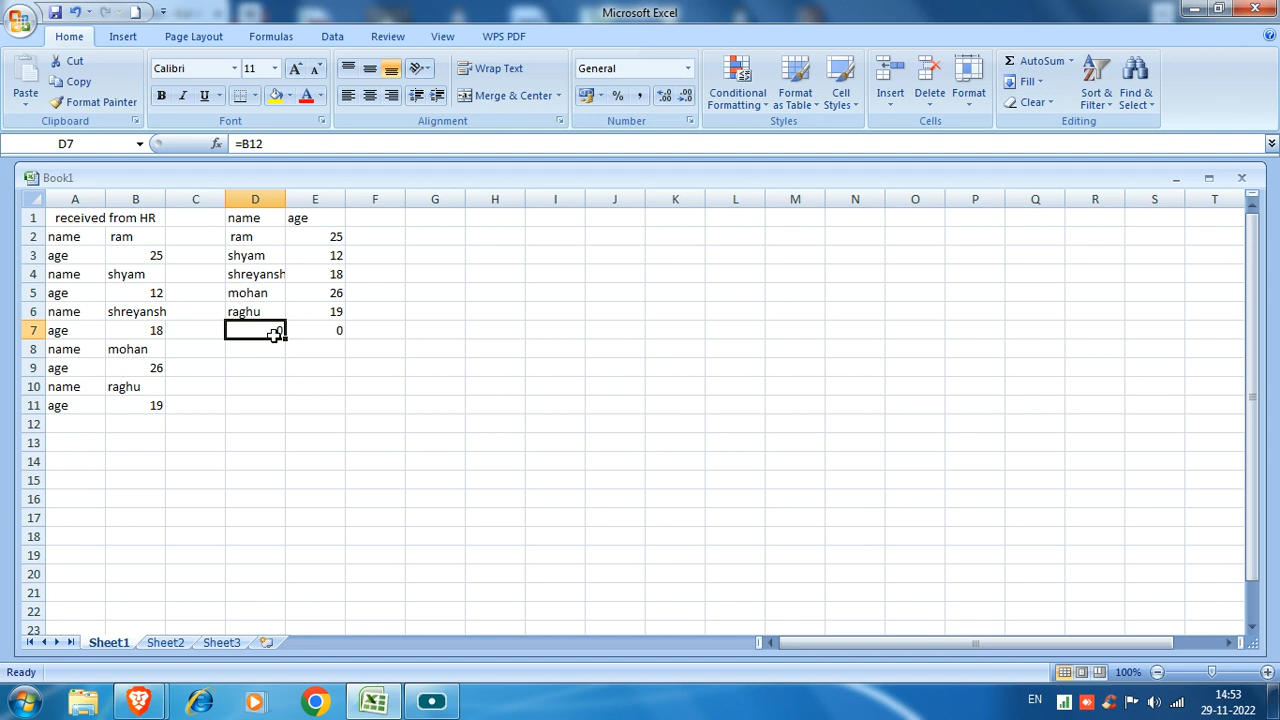 Microsoft Excel
Home Insert Page Layout Formulas Data Review View WPS PDF
Paste Cut Copy Format Painter Clipboard
Calibri 11 B I U A A A Font
Wrap Text Merge & Center Alignment
General % , .0 .00 .00 .0 Number
Conditional Formatting Format as Table Cell Styles Styles
Insert Delete Format Cells
AutoSum Fill Clear Sort & Filter Find & Select Editing
D7 fx =B12
Book1
A B C D E F G H I J K L M N O P Q R S T
1 received from HR name age
2 name ram ram 25
3 age 25 shyam 12
4 name shyam shreyansh 18
5 age 12 mohan 26
6 name shreyansh raghu 19
7 age 18 0 0
8 name mohan
9 age 26
10 name raghu
11 age 19
12
13
14
15
16
17
18
19
20
21
22
23
Sheet1 Sheet2 Sheet3
Ready 100%
EN 14:53
29-11-2022